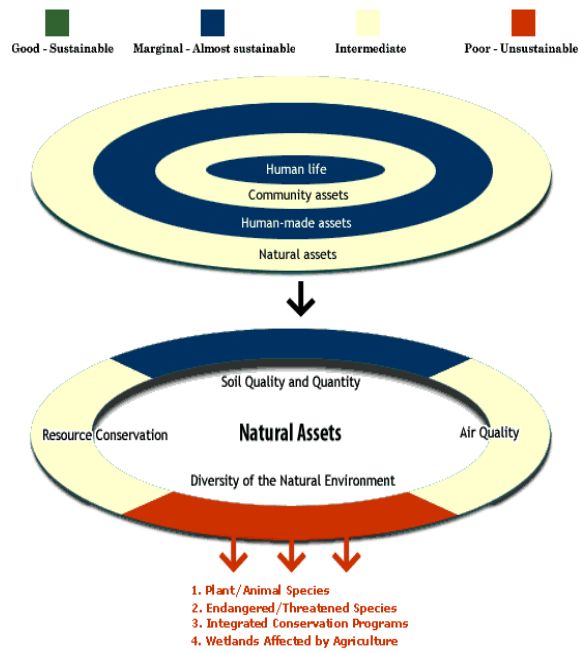 Good - Sustainable
Marginal - Almost sustainable
Intermediate
Poor - Unsustainable
Human life
Community assets
Human-made assets
Natural assets
Soil Quality and Quantity
Resource Conservation
Natural Assets
Air Quality
Diversity of the Natural Environment
1. Plant/Animal Species
2. Endangered/Threatened Species
3. Integrated Conservation Programs
4. Wetlands Affected by Agriculture